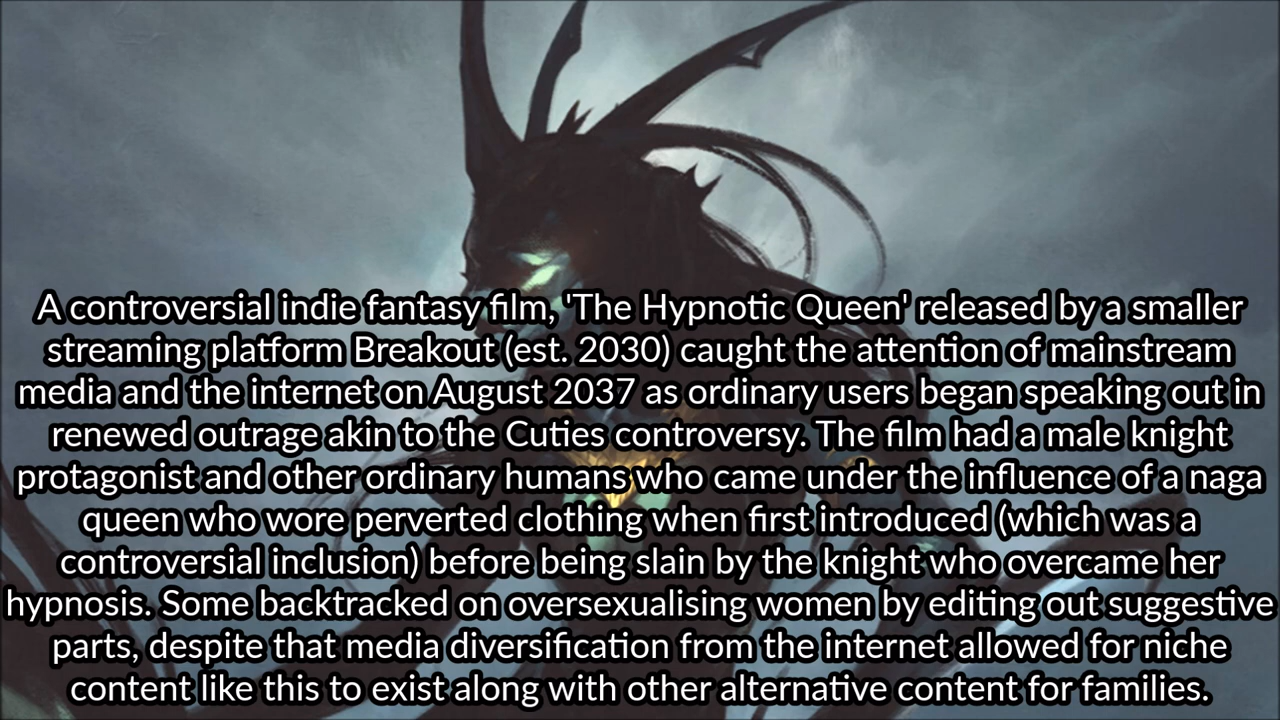 A controversial indie fantasy film, 'The Hypnotic Queen' released by a smaller
streaming platform Breakout (est. 2030) caught the attention of mainstream
media and the internet on August 2037 as ordinary users began speaking out in
renewed outrage akin to the Cuties controversy. The film had a male knight
protagonist and other ordinary humans who came under the influence of a naga
queen who wore perverted clothing when first introduced (which was a
controversial inclusion) before being slain by the knight who overcame her
hypnosis. Some backtracked on oversexualising women by editing out suggestive
parts, despite that media diversification from the internet allowed for niche
content like this to exist along with other alternative content for families.